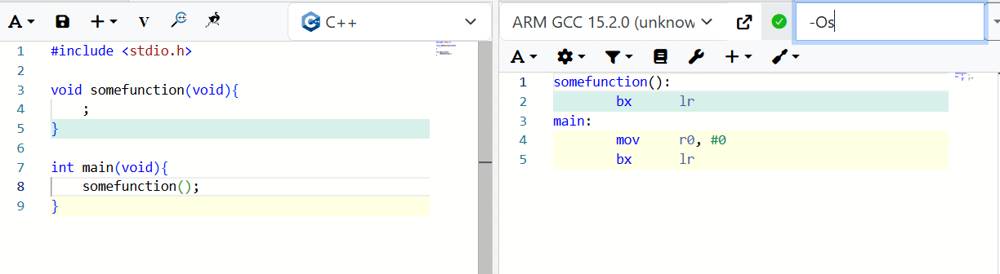 A
+
V
C++
ARM GCC 15.2.0 (unknow
-Os
A
+
1 #include <stdio.h>
2
3 void somefunction(void){
4 ;
5 }
6
7 int main(void){
8 somefunction();
9 }
1 somefunction():
2 bx lr
3 main:
4 mov r0, #0
5 bx lr